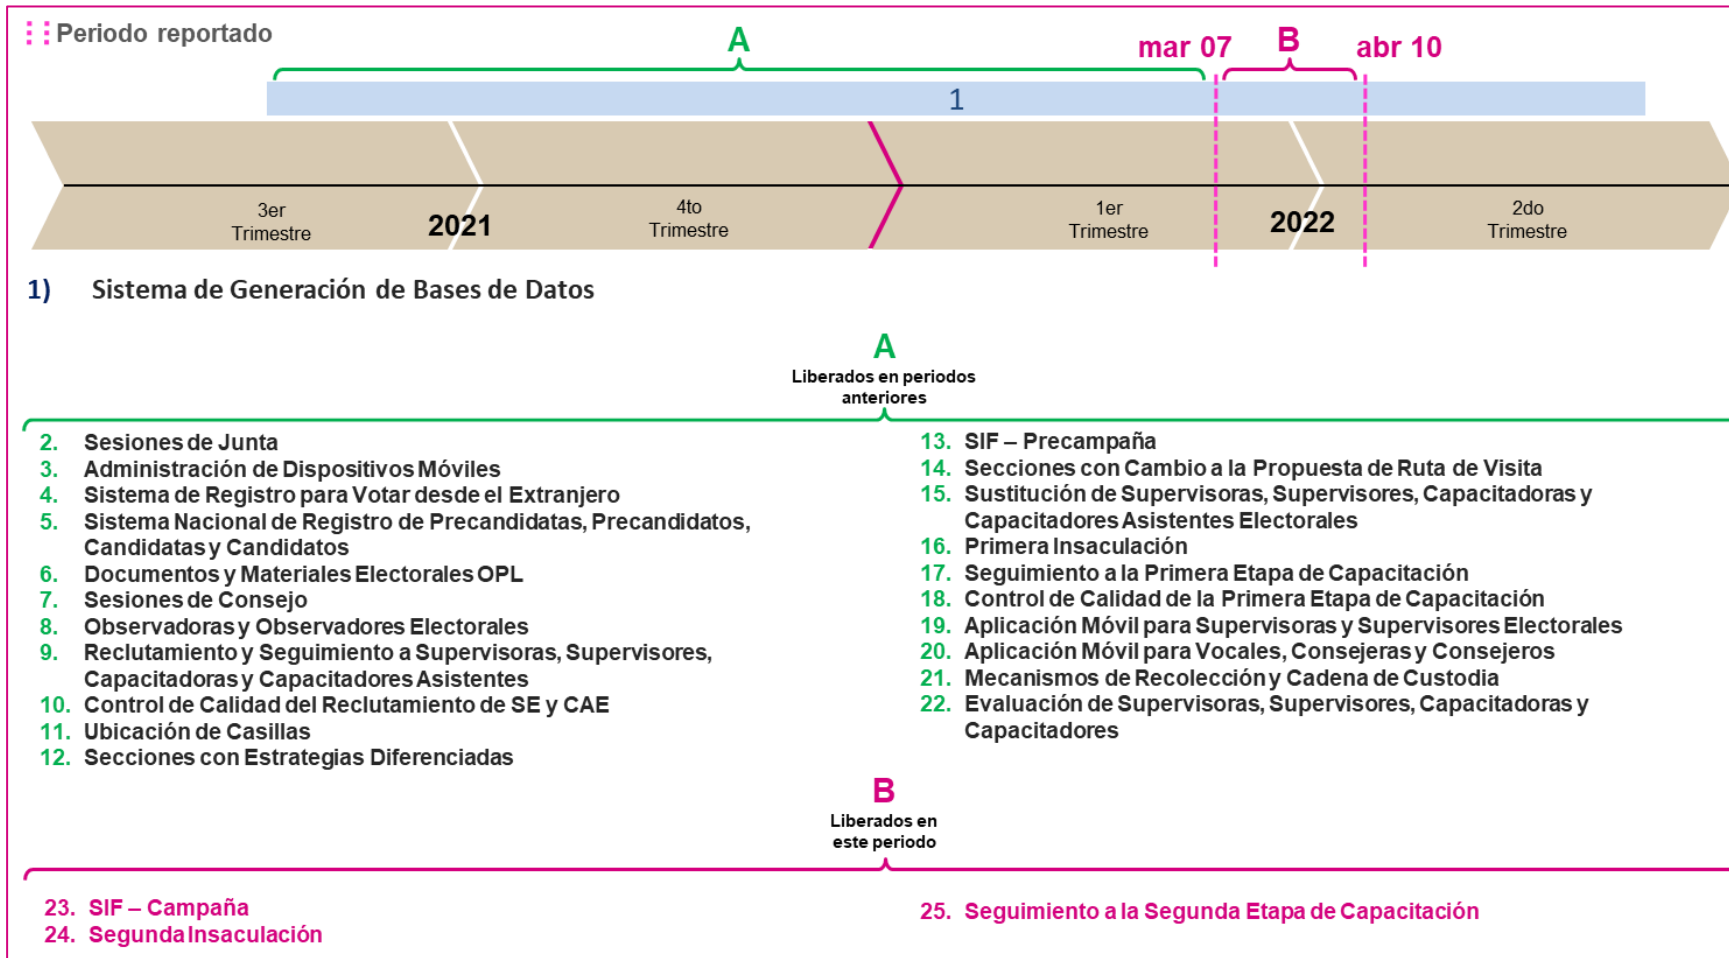 Periodo reportado
A
mar 07
B
abr 10
1
3er
Trimestre
2021
4to
Trimestre
1er
Trimestre
2022
2do
Trimestre
1) Sistema de Generación de Bases de Datos
A
Liberados en periodos
anteriores
2. Sesiones de Junta
3. Administración de Dispositivos Móviles
4. Sistema de Registro para Votar desde el Extranjero
5. Sistema Nacional de Registro de Precandidatas, Precandidatos,
Candidatas y Candidatos
6. Documentos y Materiales Electorales OPL
7. Sesiones de Consejo
8. Observadoras y Observadores Electorales
9. Reclutamiento y Seguimiento a Supervisoras, Supervisores,
Capacitadoras y Capacitadores Asistentes
10. Control de Calidad del Reclutamiento de SE y CAE
11. Ubicación de Casillas
12. Secciones con Estrategias Diferenciadas
13. SIF – Precampaña
14. Secciones con Cambio a la Propuesta de Ruta de Visita
15. Sustitución de Supervisoras, Supervisores, Capacitadoras y
Capacitadores Asistentes Electorales
16. Primera Insaculación
17. Seguimiento a la Primera Etapa de Capacitación
18. Control de Calidad de la Primera Etapa de Capacitación
19. Aplicación Móvil para Supervisoras y Supervisores Electorales
20. Aplicación Móvil para Vocales, Consejeras y Consejeros
21. Mecanismos de Recolección y Cadena de Custodia
22. Evaluación de Supervisoras, Supervisores, Capacitadoras y
Capacitadores
B
Liberados en
este periodo
23. SIF – Campaña
24. Segunda Insaculación
25. Seguimiento a la Segunda Etapa de Capacitación